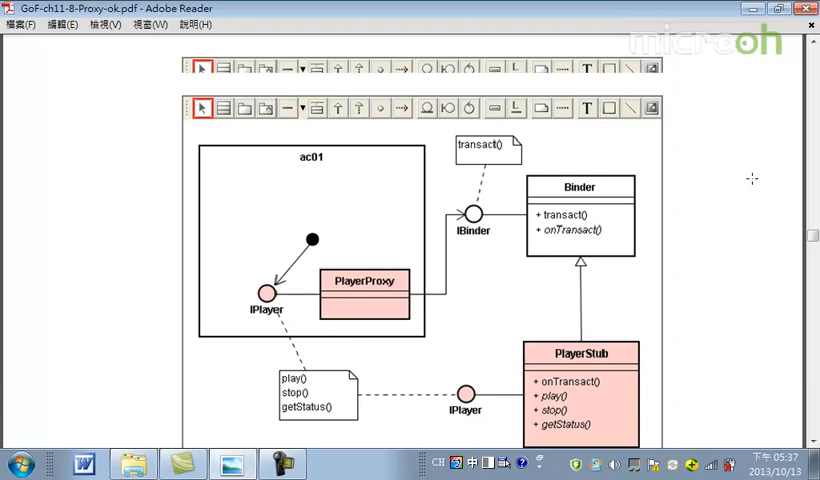 GoF-ch11-8-Proxy-ok.pdf - Adobe Reader
檔案(F) 編輯(E) 檢視(V) 視窗(W) 說明(H)
microoh
T
T
transact()
ac01
Binder
+ transact()
+ onTransact()
IBinder
PlayerProxy
IPlayer
PlayerStub
+ onTransact()
+ play()
+ stop()
+ getStatus()
play()
stop()
getStatus()
IPlayer
CH 中
下午 05:37
2013/10/13